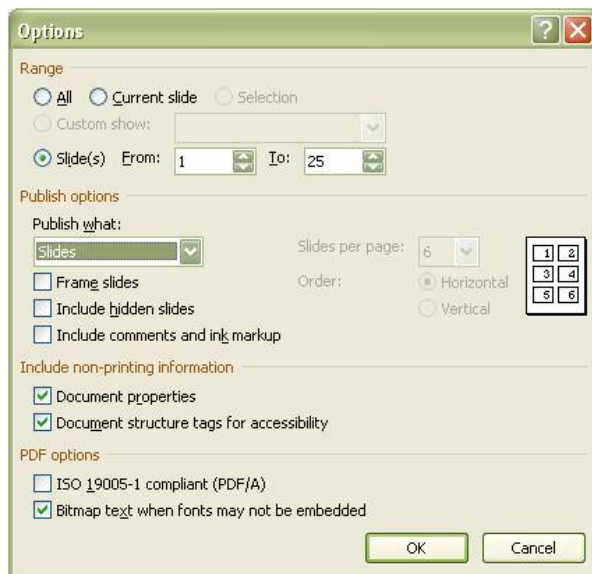 Options
Range
All Current slide Selection
Custom show:
Slide(s) From: 1 To: 25
Publish options
Publish what:
Slides Slides per page: 6
Frame slides Order: Horizontal
Include hidden slides Vertical
Include comments and ink markup
1 2
3 4
5 6
Include non-printing information
Document properties
Document structure tags for accessibility
PDF options
ISO 19005-1 compliant (PDF/A)
Bitmap text when fonts may not be embedded
OK Cancel